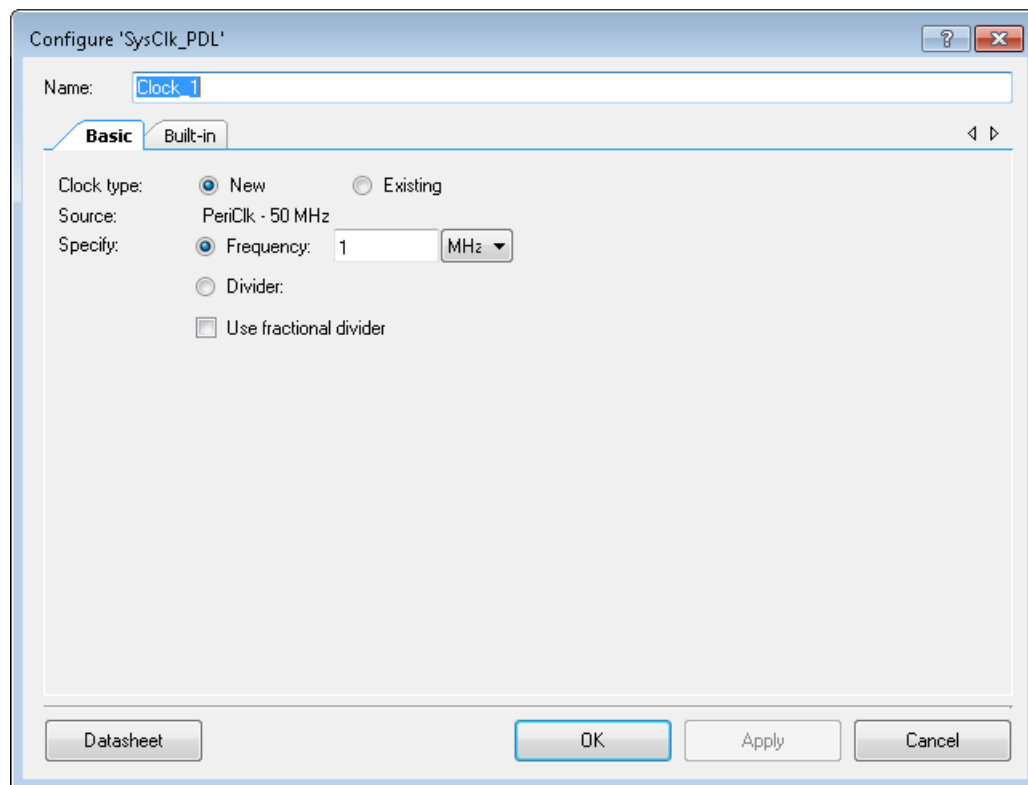 Configure 'SysClk_PDL'
?
Name: Clock_1
Basic Built-in
Clock type: New Existing
Source: PeriClk - 50 MHz
Specify: Frequency: 1 MHz
Divider:
Use fractional divider
Datasheet OK Apply Cancel